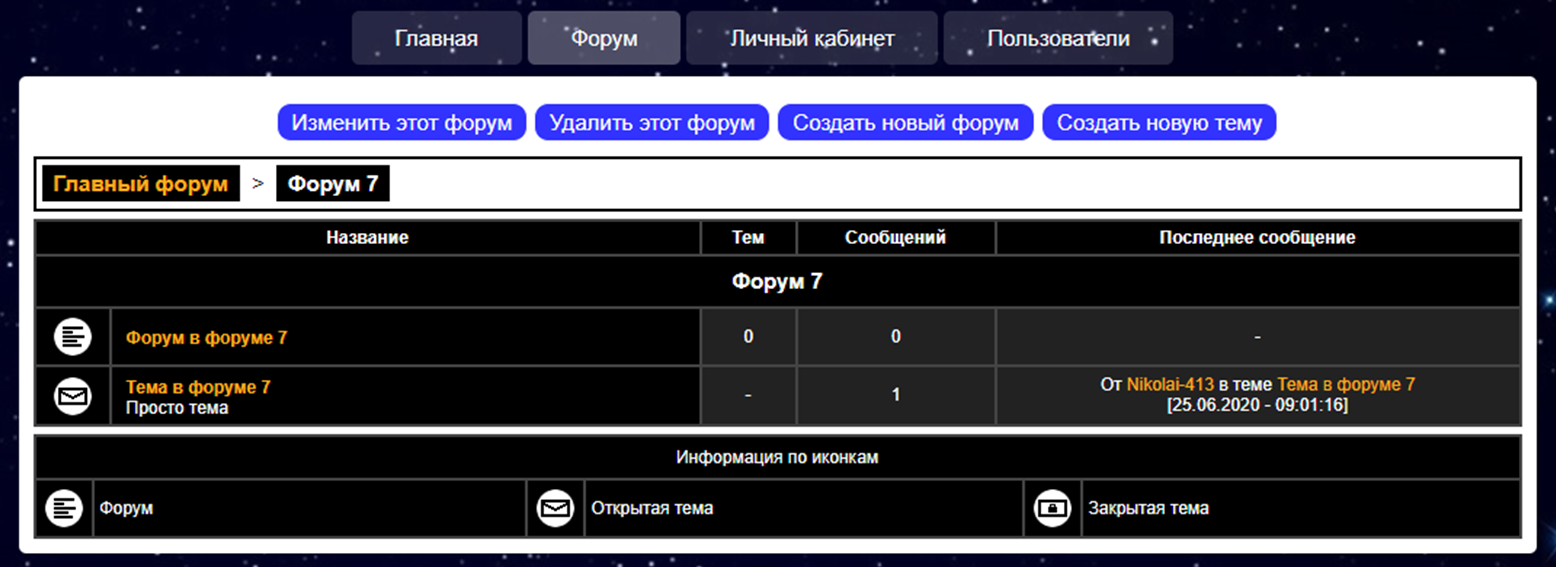 Главная Форум Личный кабинет Пользователи
Изменить этот форум Удалить этот форум Создать новый форум Создать новую тему
Главный форум > Форум 7
Название Тем Сообщений Последнее сообщение
Форум 7
Форум в форуме 7 0 0 -
Тема в форуме 7
Просто тема
- 1
От Nikolai-413 в теме Тема в форуме 7
[25.06.2020 - 09:01:16]
Информация по иконкам
Форум Открытая тема Закрытая тема